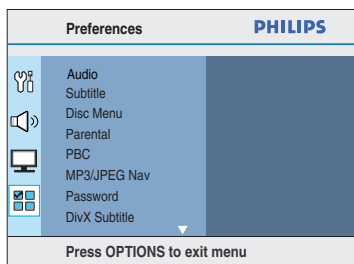 Preferences
PHILIPS
Audio
Subtitle
Disc Menu
Parental
PBC
MP3/JPEG Nav
Password
DivX Subtitle
Press OPTIONS to exit menu